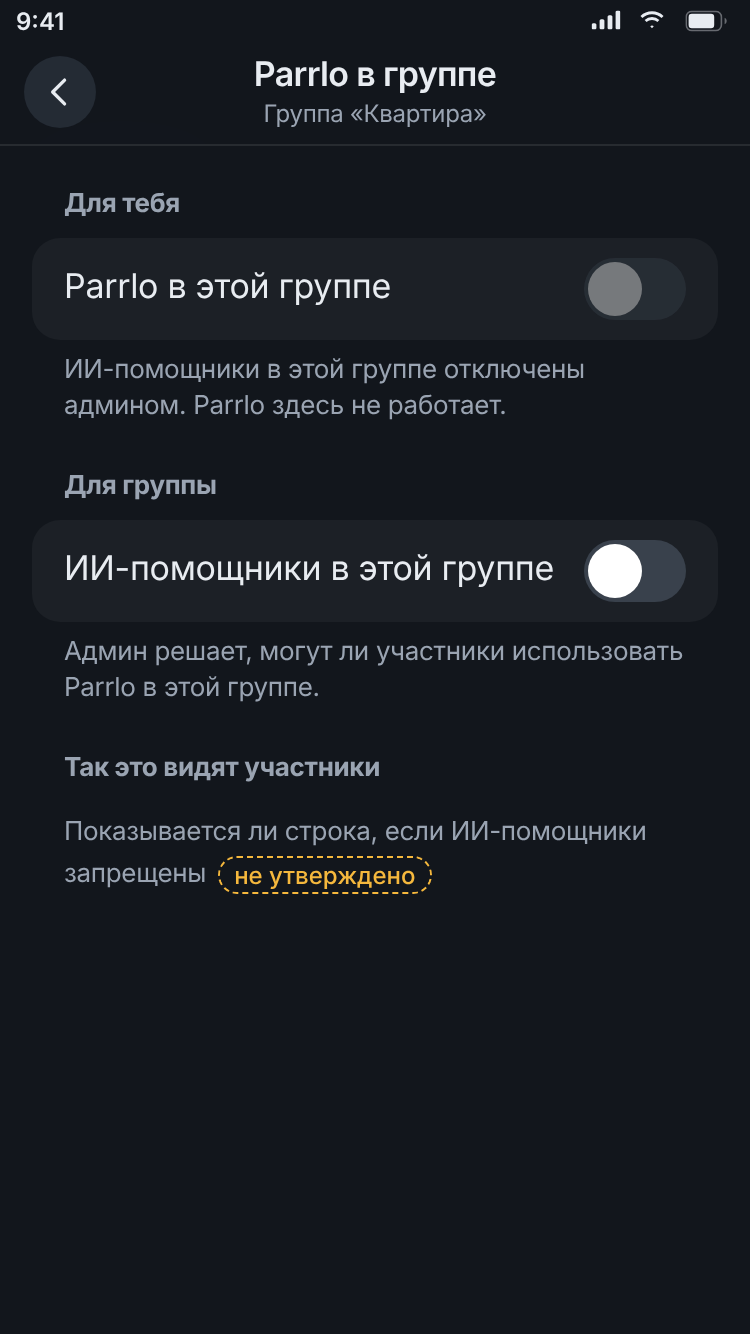 9:41
Parrlo в группе
Группа «Квартира»
Для тебя
Parrlo в этой группе
ИИ-помощники в этой группе отключены
админом. Parrlo здесь не работает.
Для группы
ИИ-помощники в этой группе
Админ решает, могут ли участники использовать
Parrlo в этой группе.
Так это видят участники
Показывается ли строка, если ИИ-помощники
запрещены не утверждено